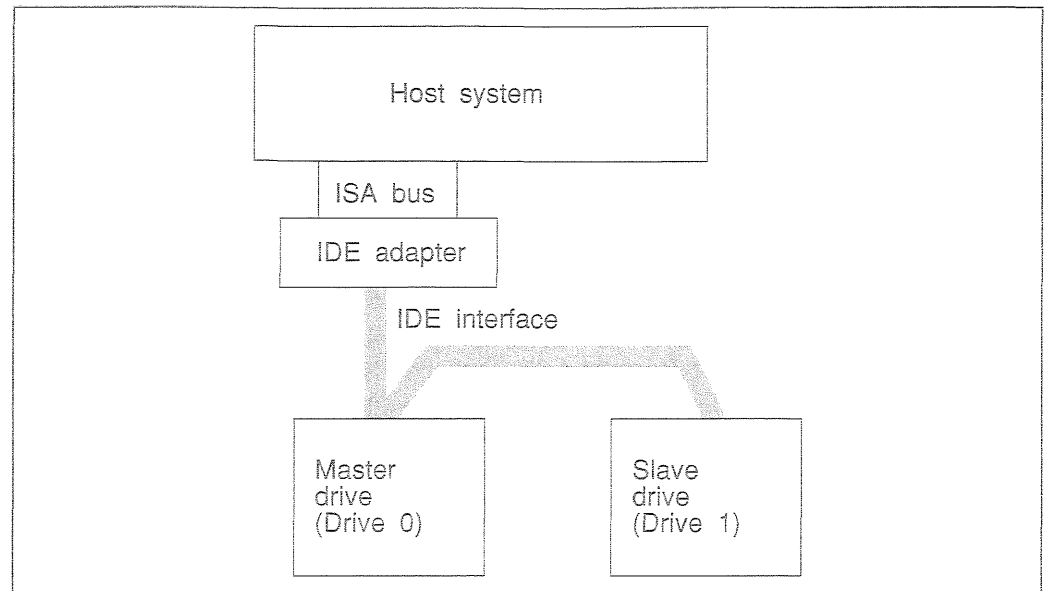 Host system
ISA bus
IDE adapter
IDE interface
Master
drive
(Drive 0)
Slave
drive
(Drive 1)